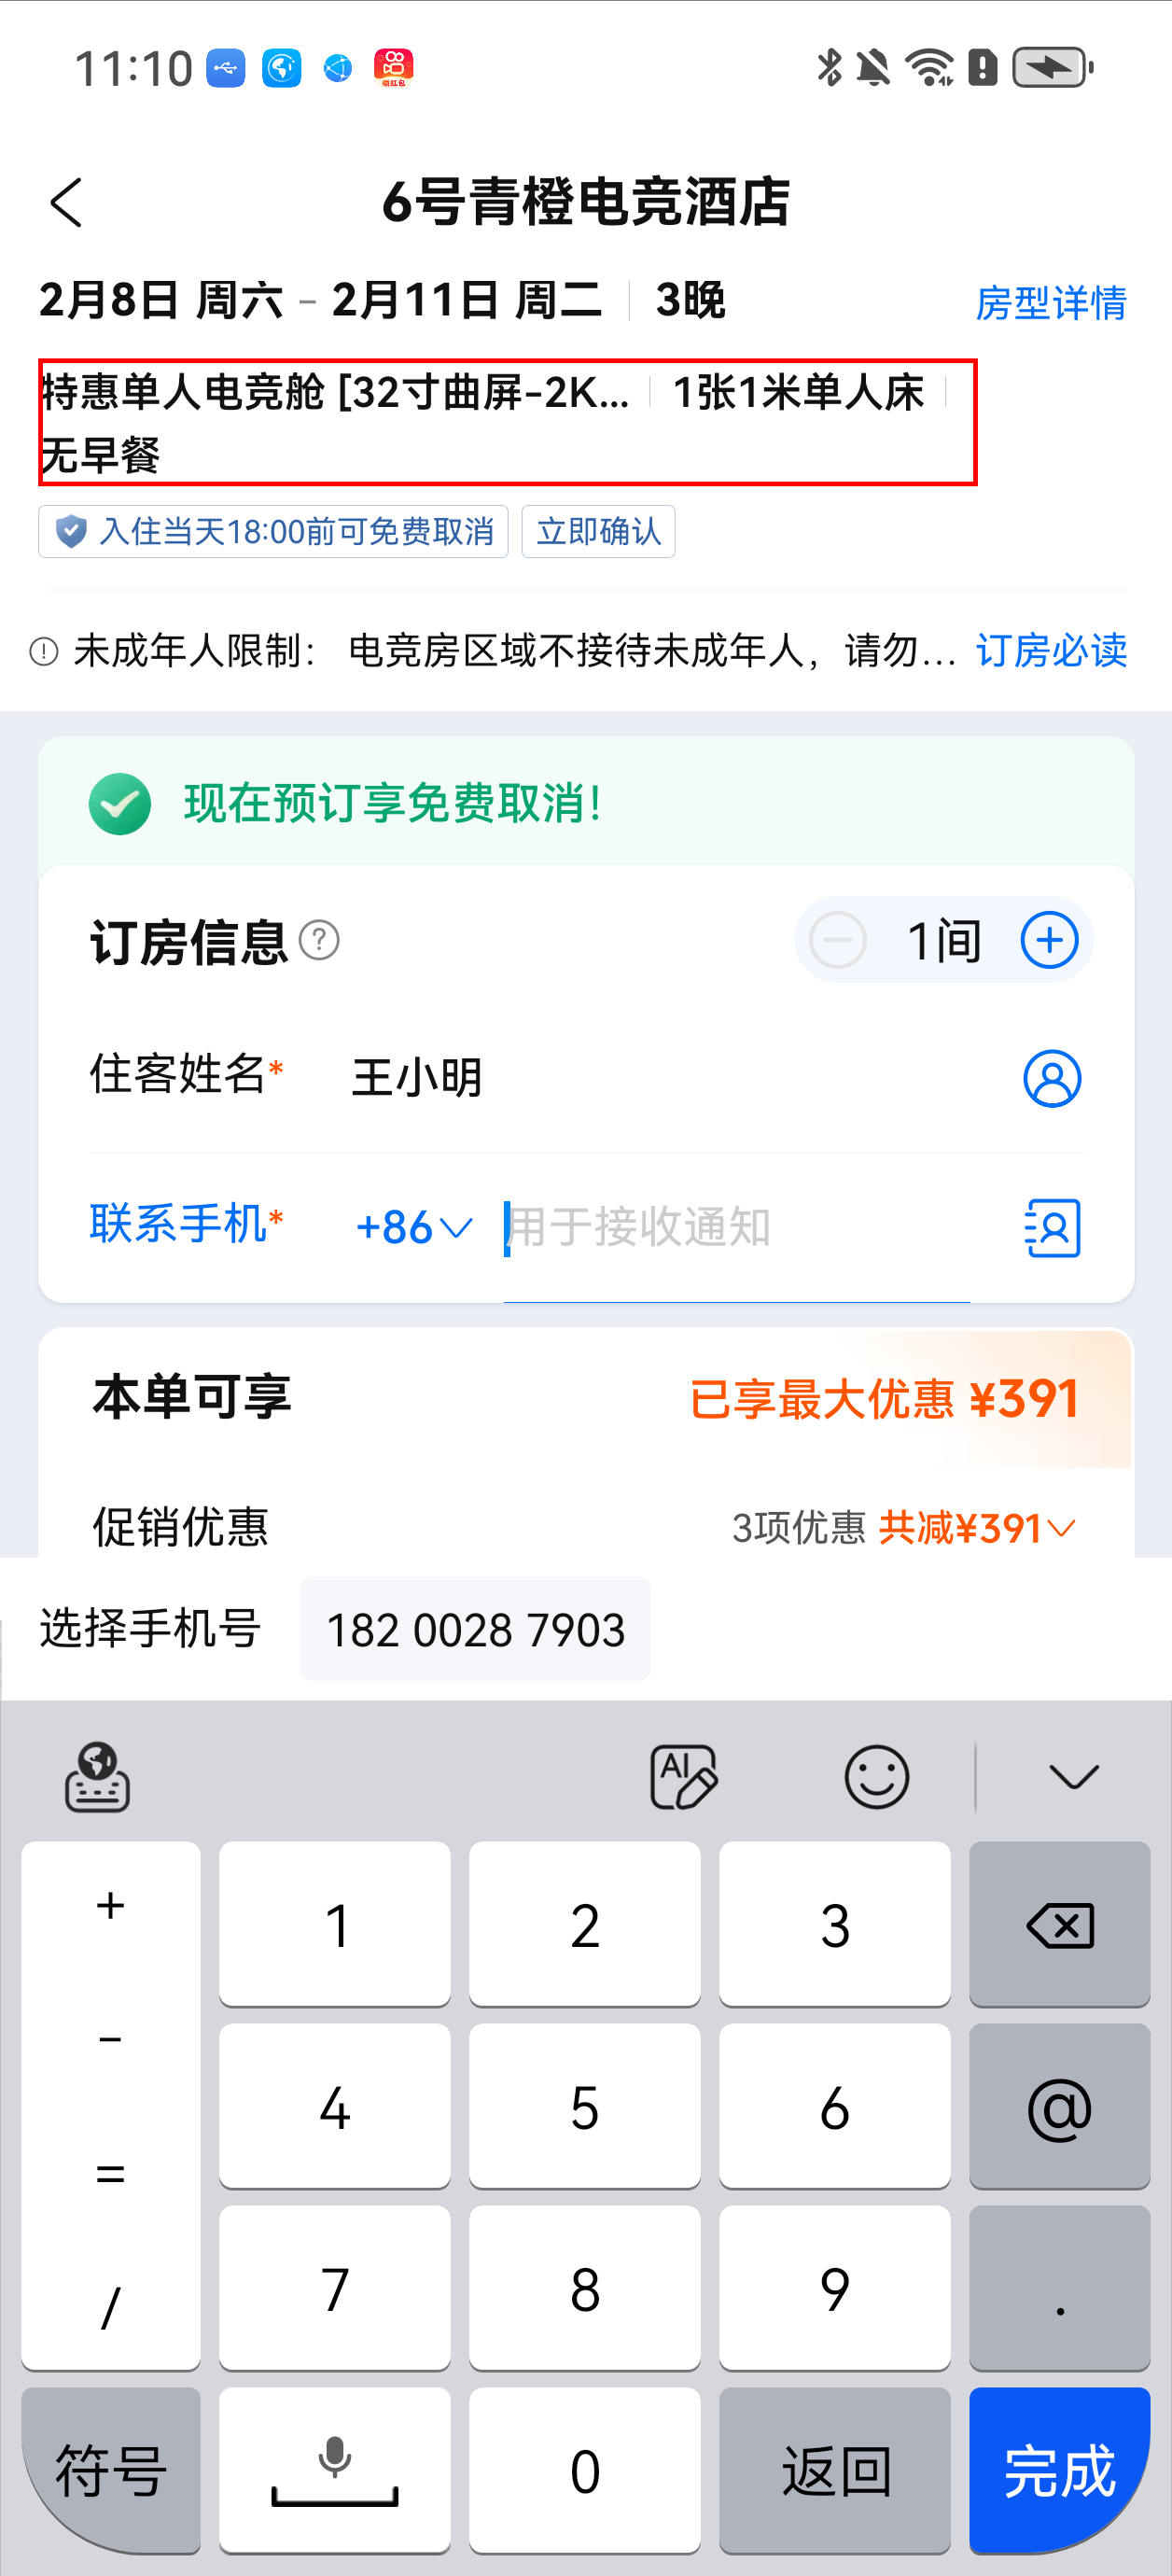 11:10
领红包
6号青橙电竞酒店
2月8日 周六 - 2月11日 周二 3晚 房型详情
特惠单人电竞舱 [32寸曲屏-2K... 1张1米单人床
无早餐
入住当天18:00前可免费取消 立即确认
未成年人限制： 电竞房区域不接待未成年人，请勿... 订房必读
现在预订享免费取消！
订房信息 ? 1间
住客姓名* 王小明
联系手机* +86 用于接收通知
本单可享 已享最大优惠 ¥391
促销优惠 3项优惠 共减¥391
选择手机号 182 0028 7903
AI
+ 1 2 3
- 4 5 6 @
= 7 8 9 .
/
符号 0 返回 完成